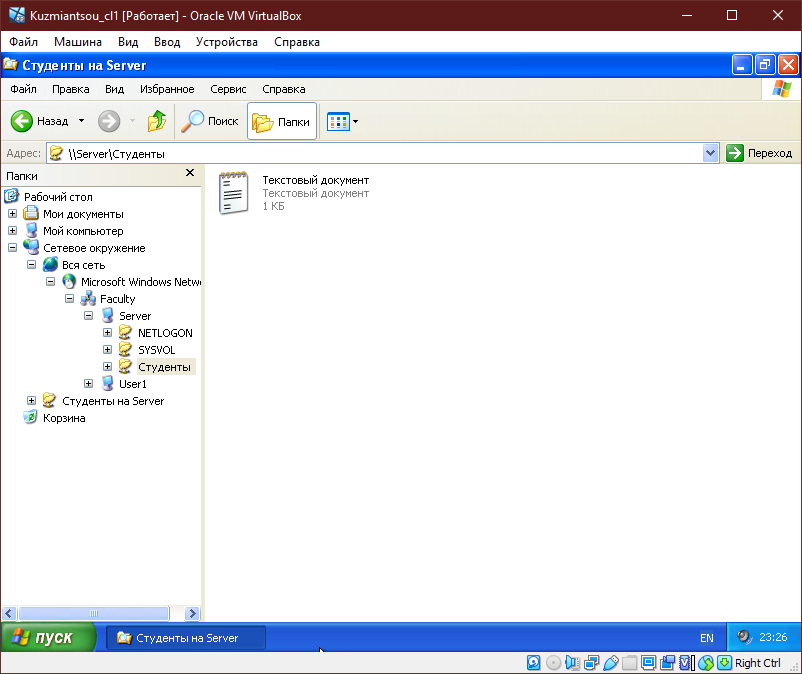 Kuzmiantsou_cl1 [Работает] - Oracle VM VirtualBox
Файл Машина Вид Ввод Устройства Справка
Студенты на Server
Файл Правка Вид Избранное Сервис Справка
Назад Поиск Папки
Адрес: \\Server\Студенты Переход
Папки
Рабочий стол
Мои документы
Мой компьютер
Сетевое окружение
Вся сеть
Microsoft Windows Netw
Faculty
Server
NETLOGON
SYSVOL
Студенты
User1
Студенты на Server
Корзина
Текстовый документ
Текстовый документ
1 КБ
пуск Студенты на Server EN 23:26
Right Ctrl